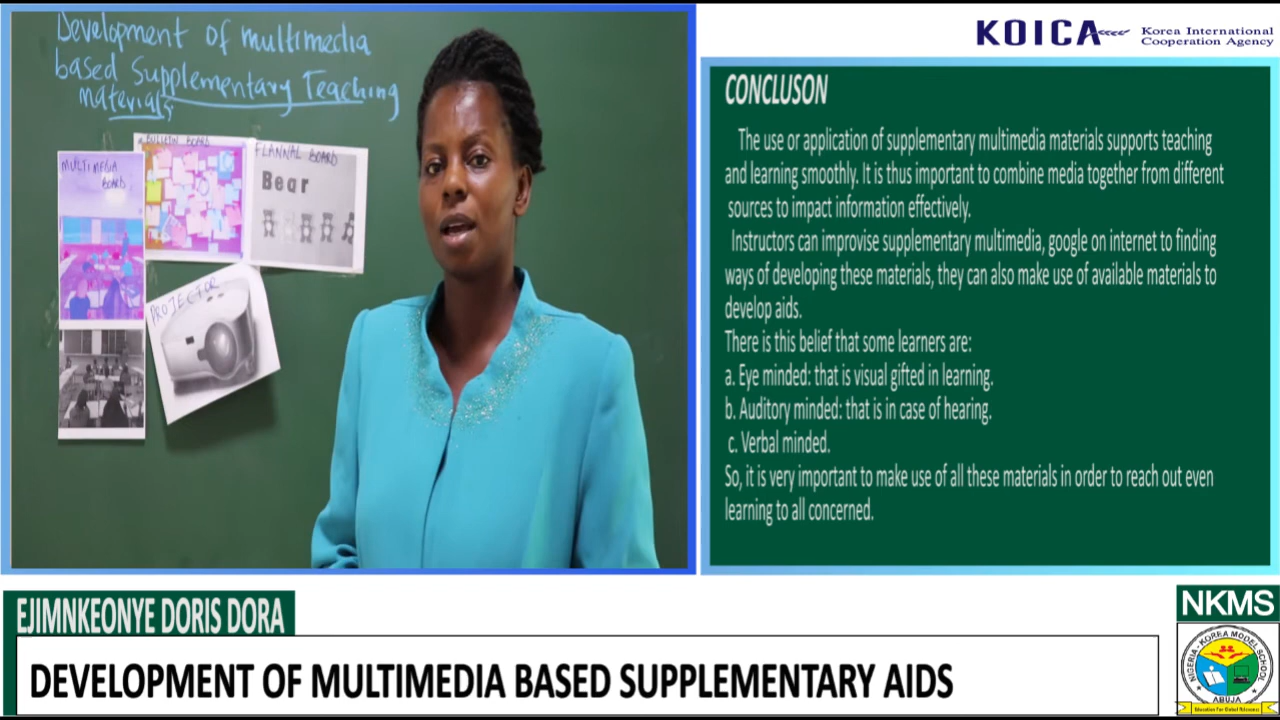 Development of multimedia
based Supplementary Teaching
materials
MULTIMEDIA
BOARD
BULLETIN BOARD
FLANNAL BOARD
Bear
PROJECTOR
KOICA
Korea International
Cooperation Agency
CONCLUSON
The use or application of supplementary multimedia materials supports teaching
and learning smoothly. It is thus important to combine media together from different
sources to impact information effectively.
Instructors can improvise supplementary multimedia, google on internet to finding
ways of developing these materials, they can also make use of available materials to
develop aids.
There is this belief that some learners are:
a. Eye minded: that is visual gifted in learning.
b. Auditory minded: that is in case of hearing.
c. Verbal minded.
So, it is very important to make use of all these materials in order to reach out even
learning to all concerned.
EJIMNKEONYE DORIS DORA
DEVELOPMENT OF MULTIMEDIA BASED SUPPLEMENTARY AIDS
NKMS
NIGERIA - KOREA MODEL SCHOOL
ABUJA
Education For Global Relevance